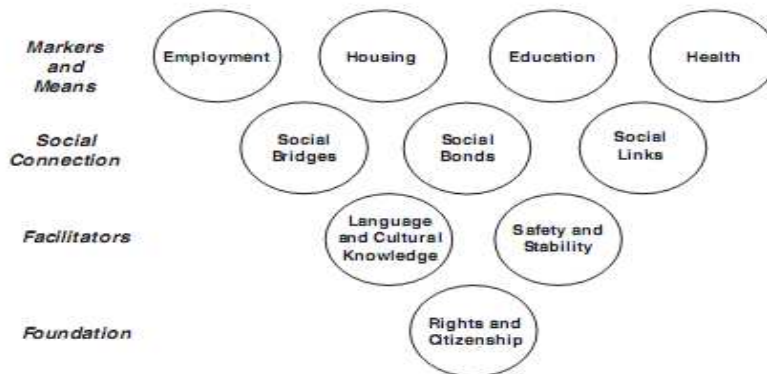 Markers
and
Means
Employment
Housing
Education
Health
Social
Connection
Social
Bridges
Social
Bonds
Social
Links
Facilitators
Language
and Cultural
Knowledge
Safety and
Stability
Foundation
Rights and
Citizenship